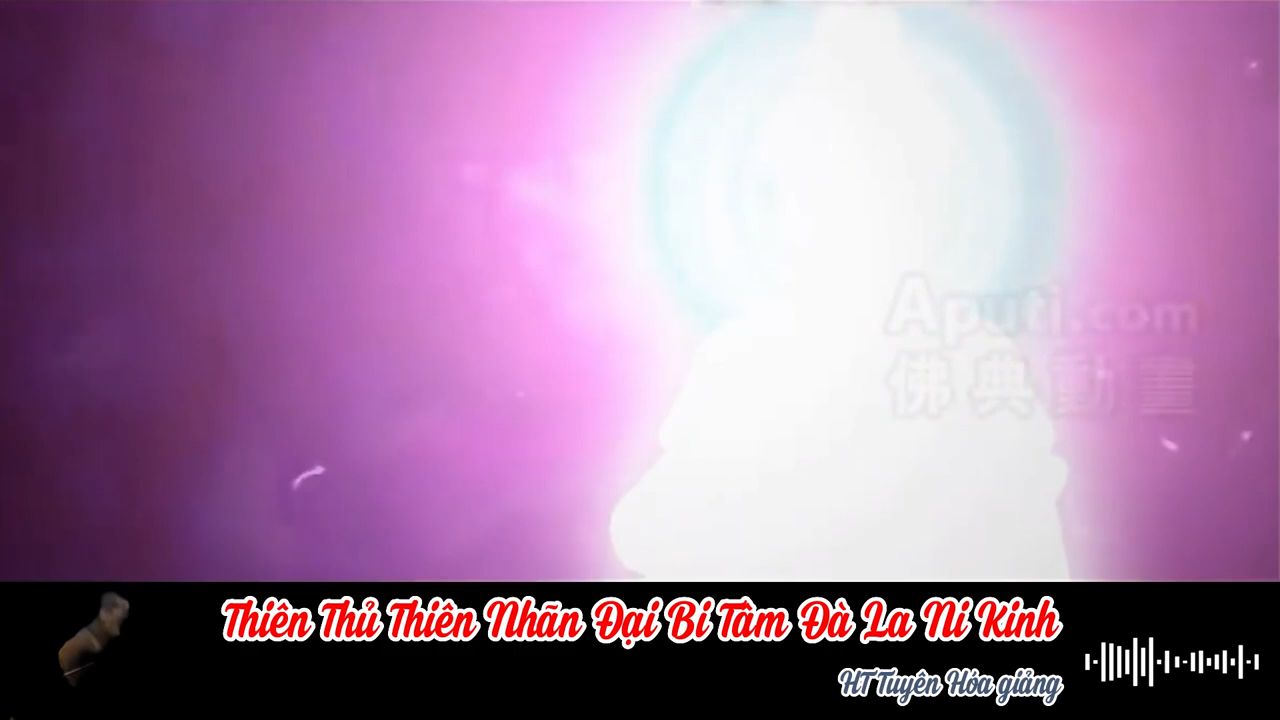 Aputi.com
佛典動畫
Thiên Thủ Thiên Nhãn Đại Bi Tâm Đà La Ni Kinh
HT Tuyên Hóa giảng